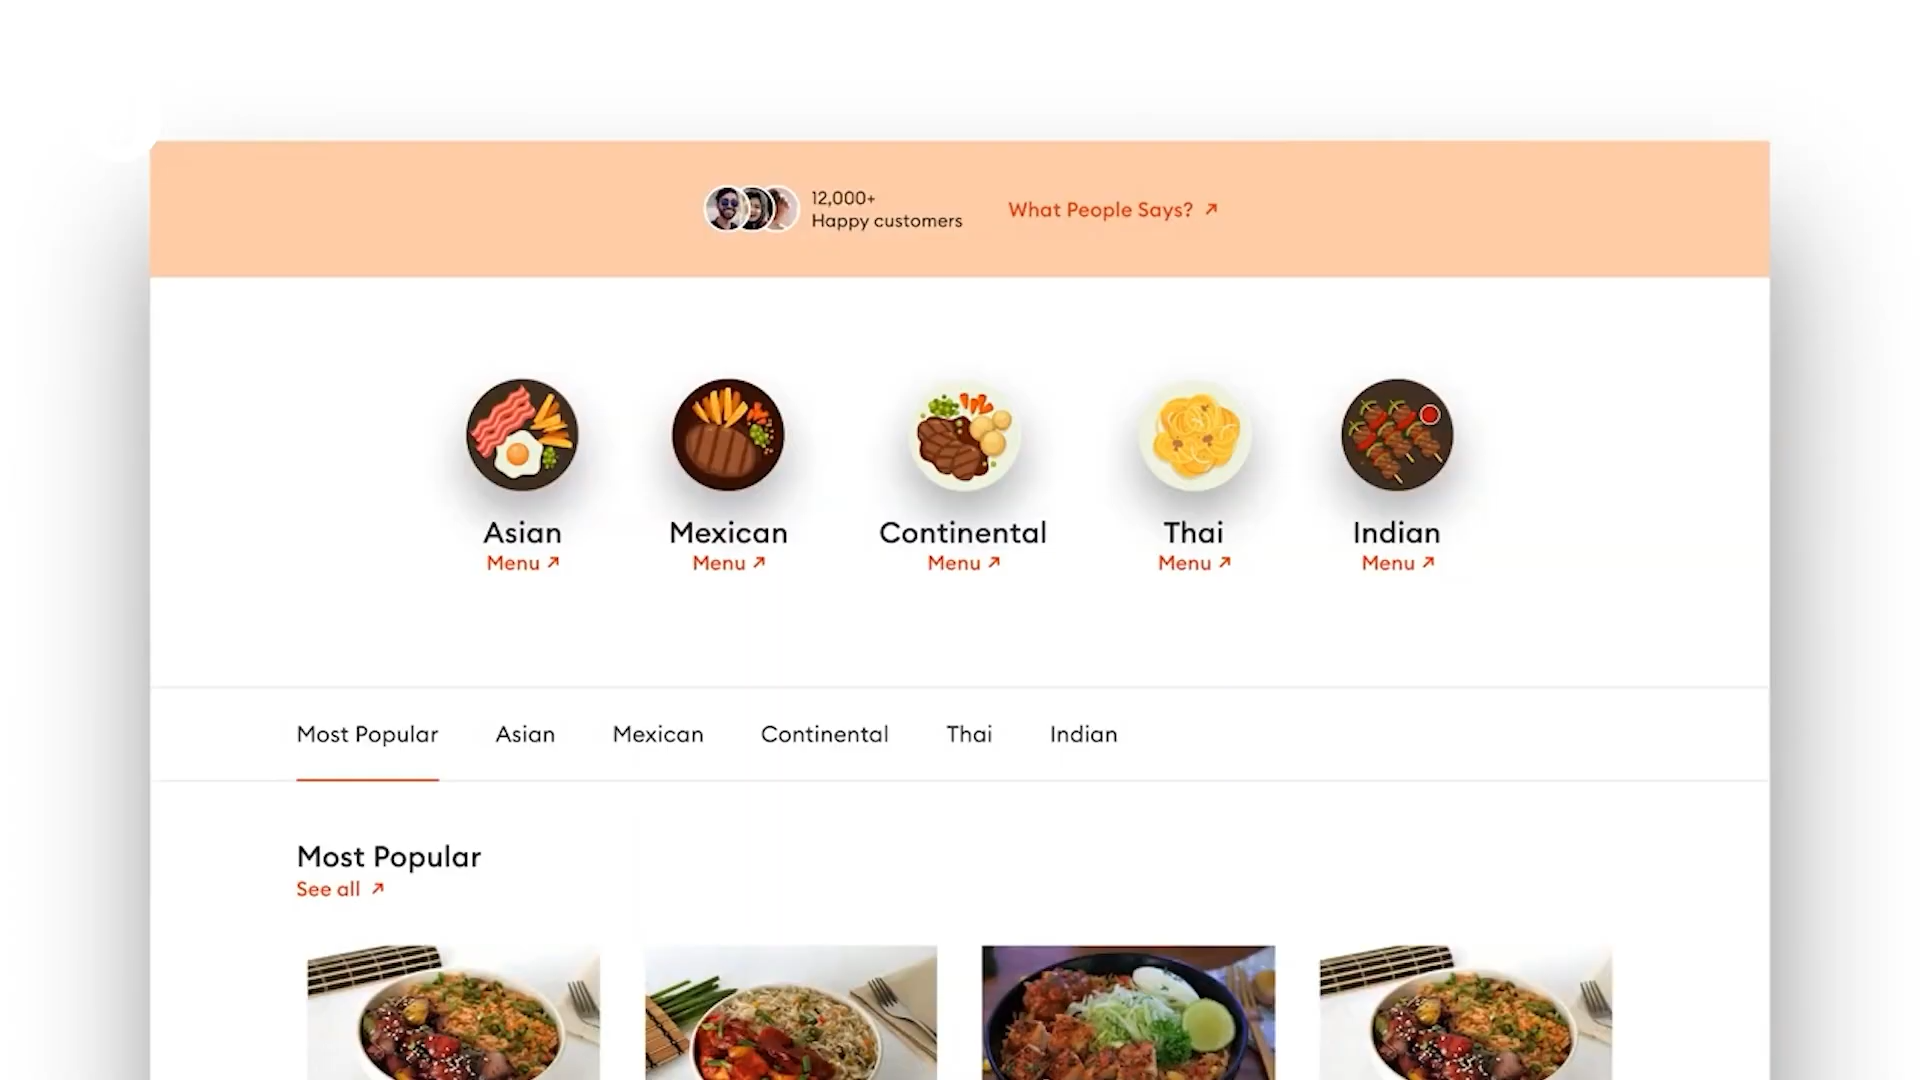 12,000+
Happy customers
What People Says?
Asian
Menu
Mexican
Menu
Continental
Menu
Thai
Menu
Indian
Menu
Most Popular Asian Mexican Continental Thai Indian
Most Popular
See all